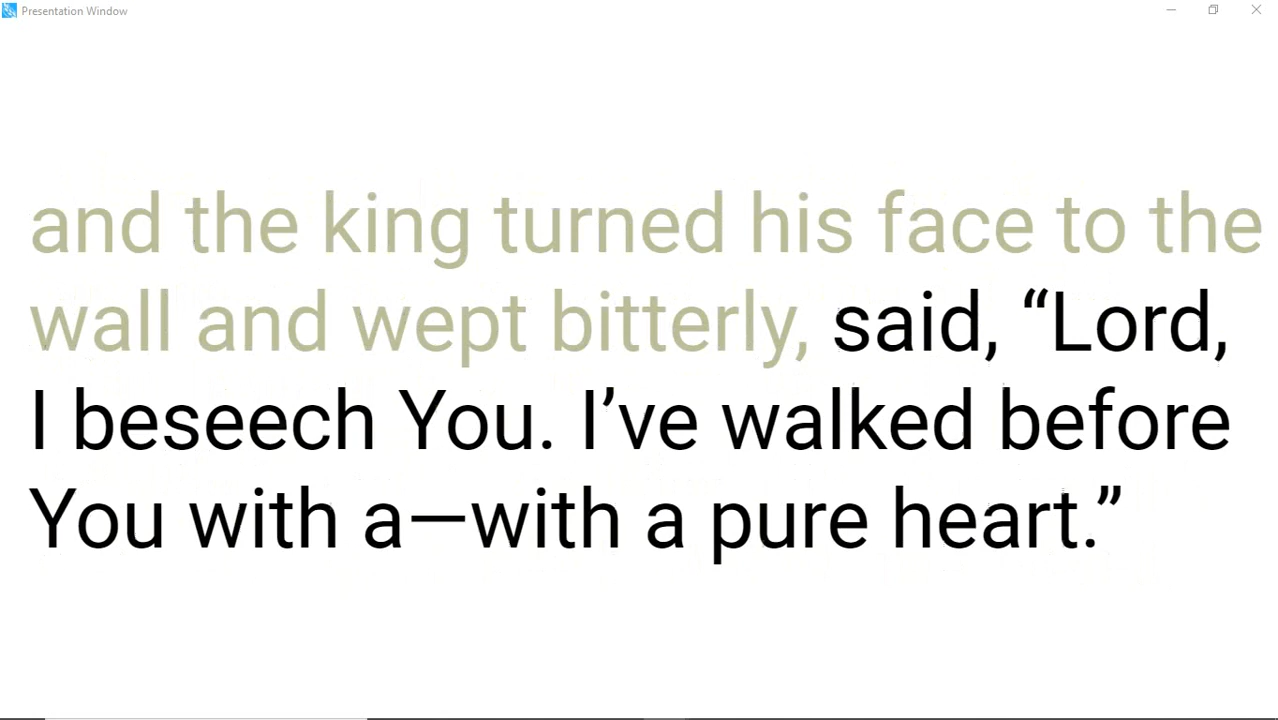 Presentation Window
and the king turned his face to the
wall and wept bitterly, said, “Lord,
I beseech You. I’ve walked before
You with a—with a pure heart.”